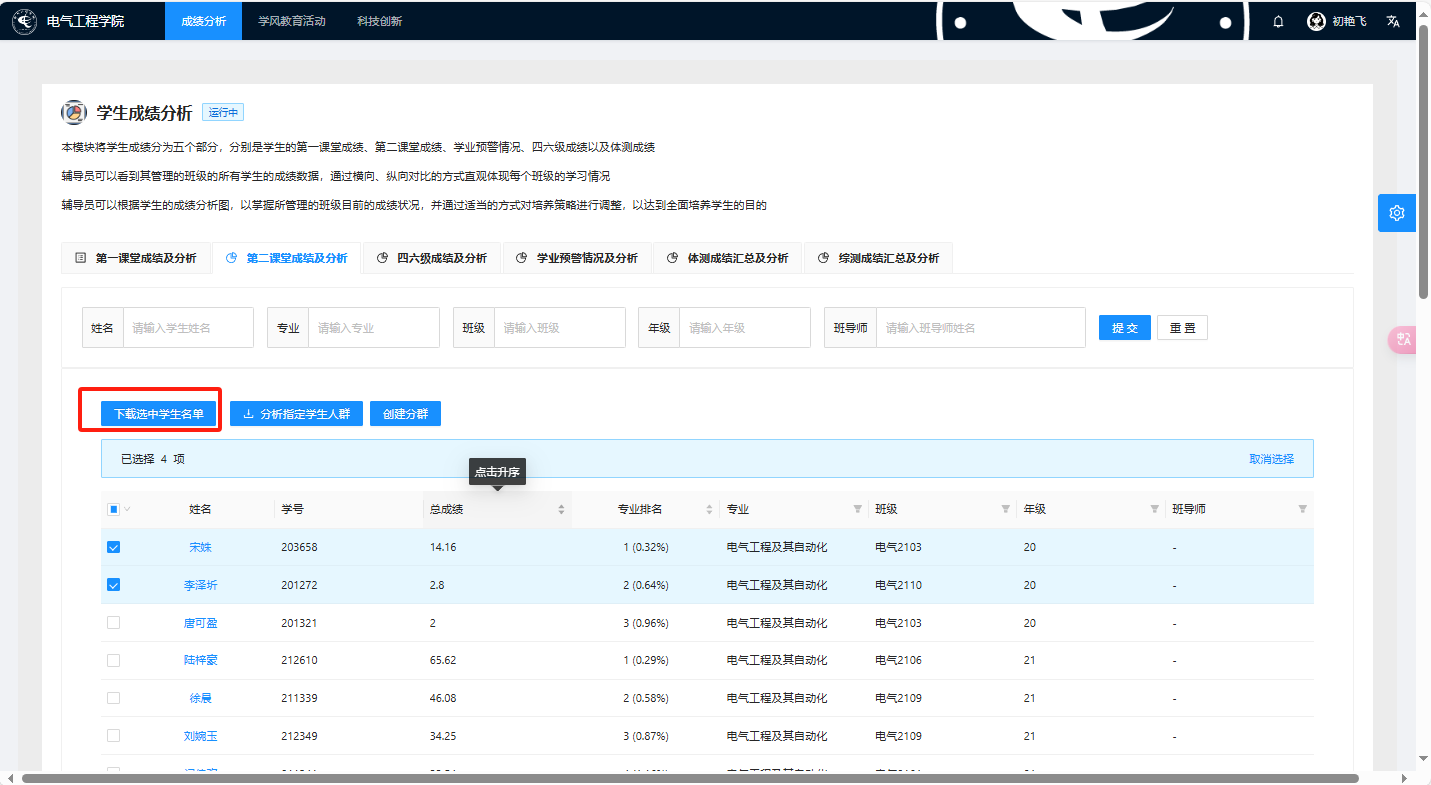 电气工程学院 成绩分析 学风教育活动 科技创新 初艳飞
学生成绩分析 运行中
本模块将学生成绩分为五个部分，分别是学生的第一课堂成绩、第二课堂成绩、学业预警情况、四六级成绩以及体测成绩
辅导员可以看到其管理的班级的所有学生的成绩数据，通过横向、纵向对比的方式直观体现每个班级的学习情况
辅导员可以根据学生的成绩分析图，以掌握所管理的班级目前的成绩状况，并通过适当的方式对培养策略进行调整，以达到全面培养学生的目的
第一课堂成绩及分析 第二课堂成绩及分析 四六级成绩及分析 学业预警情况及分析 体测成绩汇总及分析 综测成绩汇总及分析
姓名 请输入学生姓名 专业 请输入专业 班级 请输入班级 年级 请输入年级 班导师 请输入班导师姓名 提 交 重 置
下载选中学生名单 分析指定学生人群 创建分群
已选择 4 项 取消选择
点击升序
姓名 学号 总成绩 专业排名 专业 班级 年级 班导师
宋姝 203658 14.16 1 (0.32%) 电气工程及其自动化 电气2103 20 -
李泽圻 201272 2.8 2 (0.64%) 电气工程及其自动化 电气2110 20 -
唐可盈 201321 2 3 (0.96%) 电气工程及其自动化 电气2103 20 -
陆梓豪 212610 65.62 1 (0.29%) 电气工程及其自动化 电气2106 21 -
徐晨 211339 46.08 2 (0.58%) 电气工程及其自动化 电气2109 21 -
刘婉玉 212349 34.25 3 (0.87%) 电气工程及其自动化 电气2109 21 -